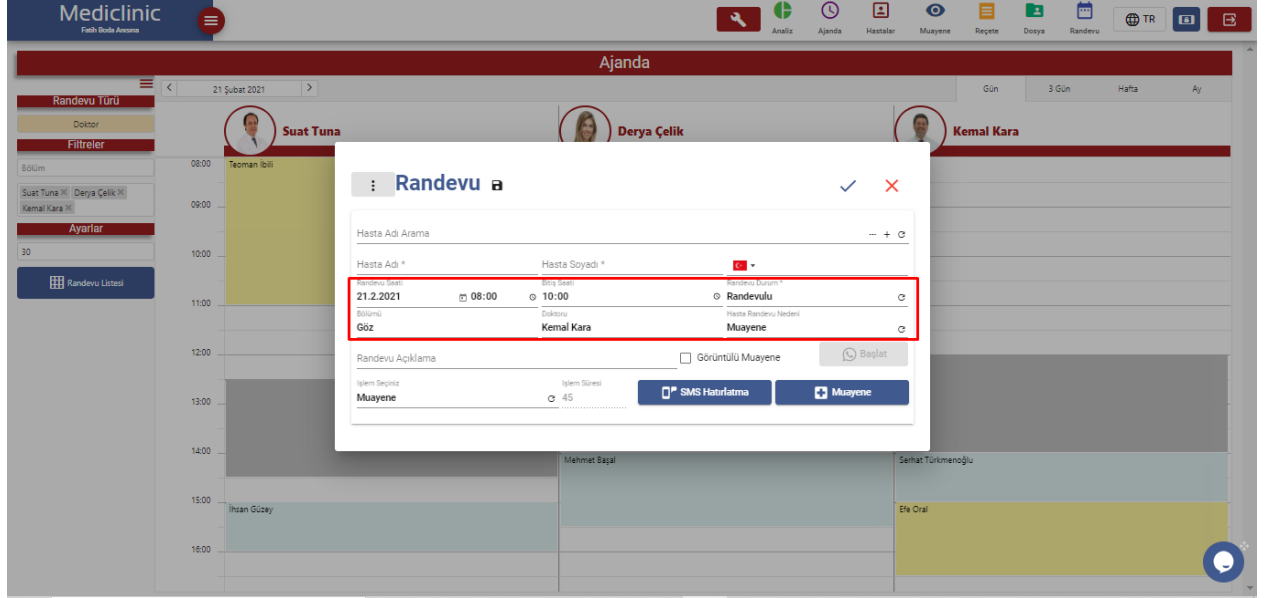 Mediclinic
Fatih Boda Anısına
Analiz
Ajanda
Hastalar
Muayene
Reçete
Dosya
Randevu
TR
Ajanda
21 Şubat 2021
Gün
3 Gün
Hafta
Ay
Randevu Türü
Doktor
Filtreler
Bölüm
Suat Tuna
Derya Çelik
Kemal Kara
Ayarlar
30
Randevu Listesi
Suat Tuna
Derya Çelik
Kemal Kara
08:00
Teoman İbili
09:00
10:00
11:00
12:00
13:00
14:00
15:00
16:00
Randevu
Hasta Adı Arama
Hasta Adı *
Hasta Soyadı *
Randevu Saati
Bitiş Saati
Randevu Durum *
21.2.2021
08:00
10:00
Randevulu
Bölümü
Doktoru
Hasta Randevu Nedeni
Göz
Kemal Kara
Muayene
Randevu Açıklama
Görüntülü Muayene
Başlat
İşlem Seçiniz
İşlem Süresi
Muayene
45
SMS Hatırlatma
Muayene
Mehmet Başal
Serhat Türkmenoğlu
İhsan Güzey
Efe Oral